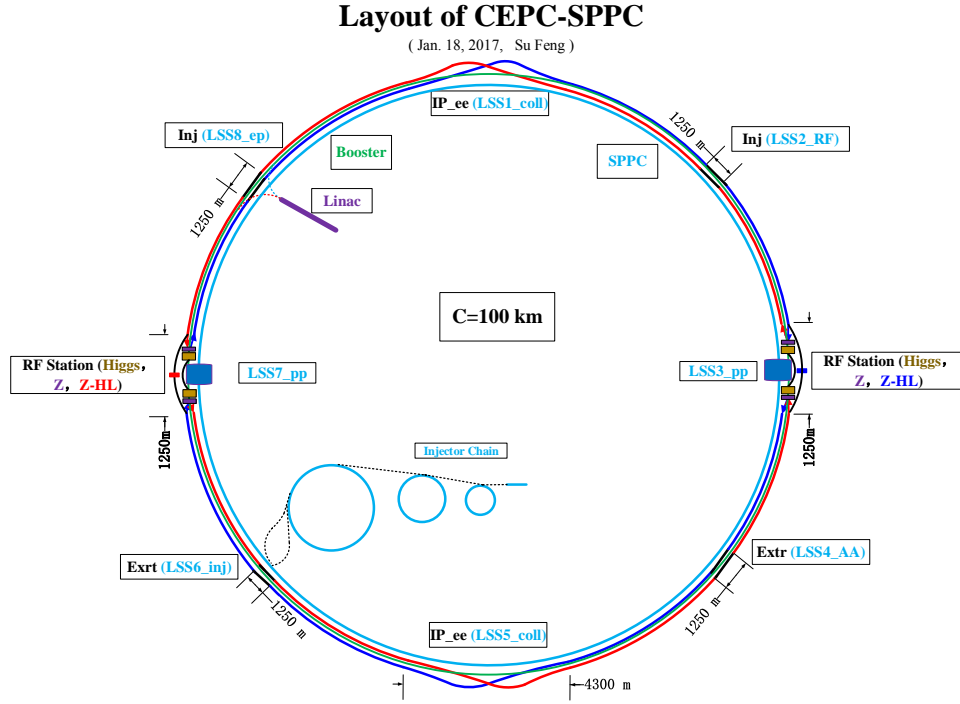 Layout of CEPC-SPPC
( Jan. 18, 2017,   Su Feng )
IP_ee (LSS1_coll)
1250 m
Inj (LSS8_ep)
Inj (LSS2_RF)
Booster
SPPC
1250 m
Linac
C=100 km
RF Station (Higgs,
Z, Z-HL)
LSS7_pp
LSS3_pp
RF Station (Higgs,
Z, Z-HL)
1250m
1250m
Injector Chain
Exrt (LSS6_inj)
Extr (LSS4_AA)
1250 m
1250 m
IP_ee (LSS5_coll)
4300 m